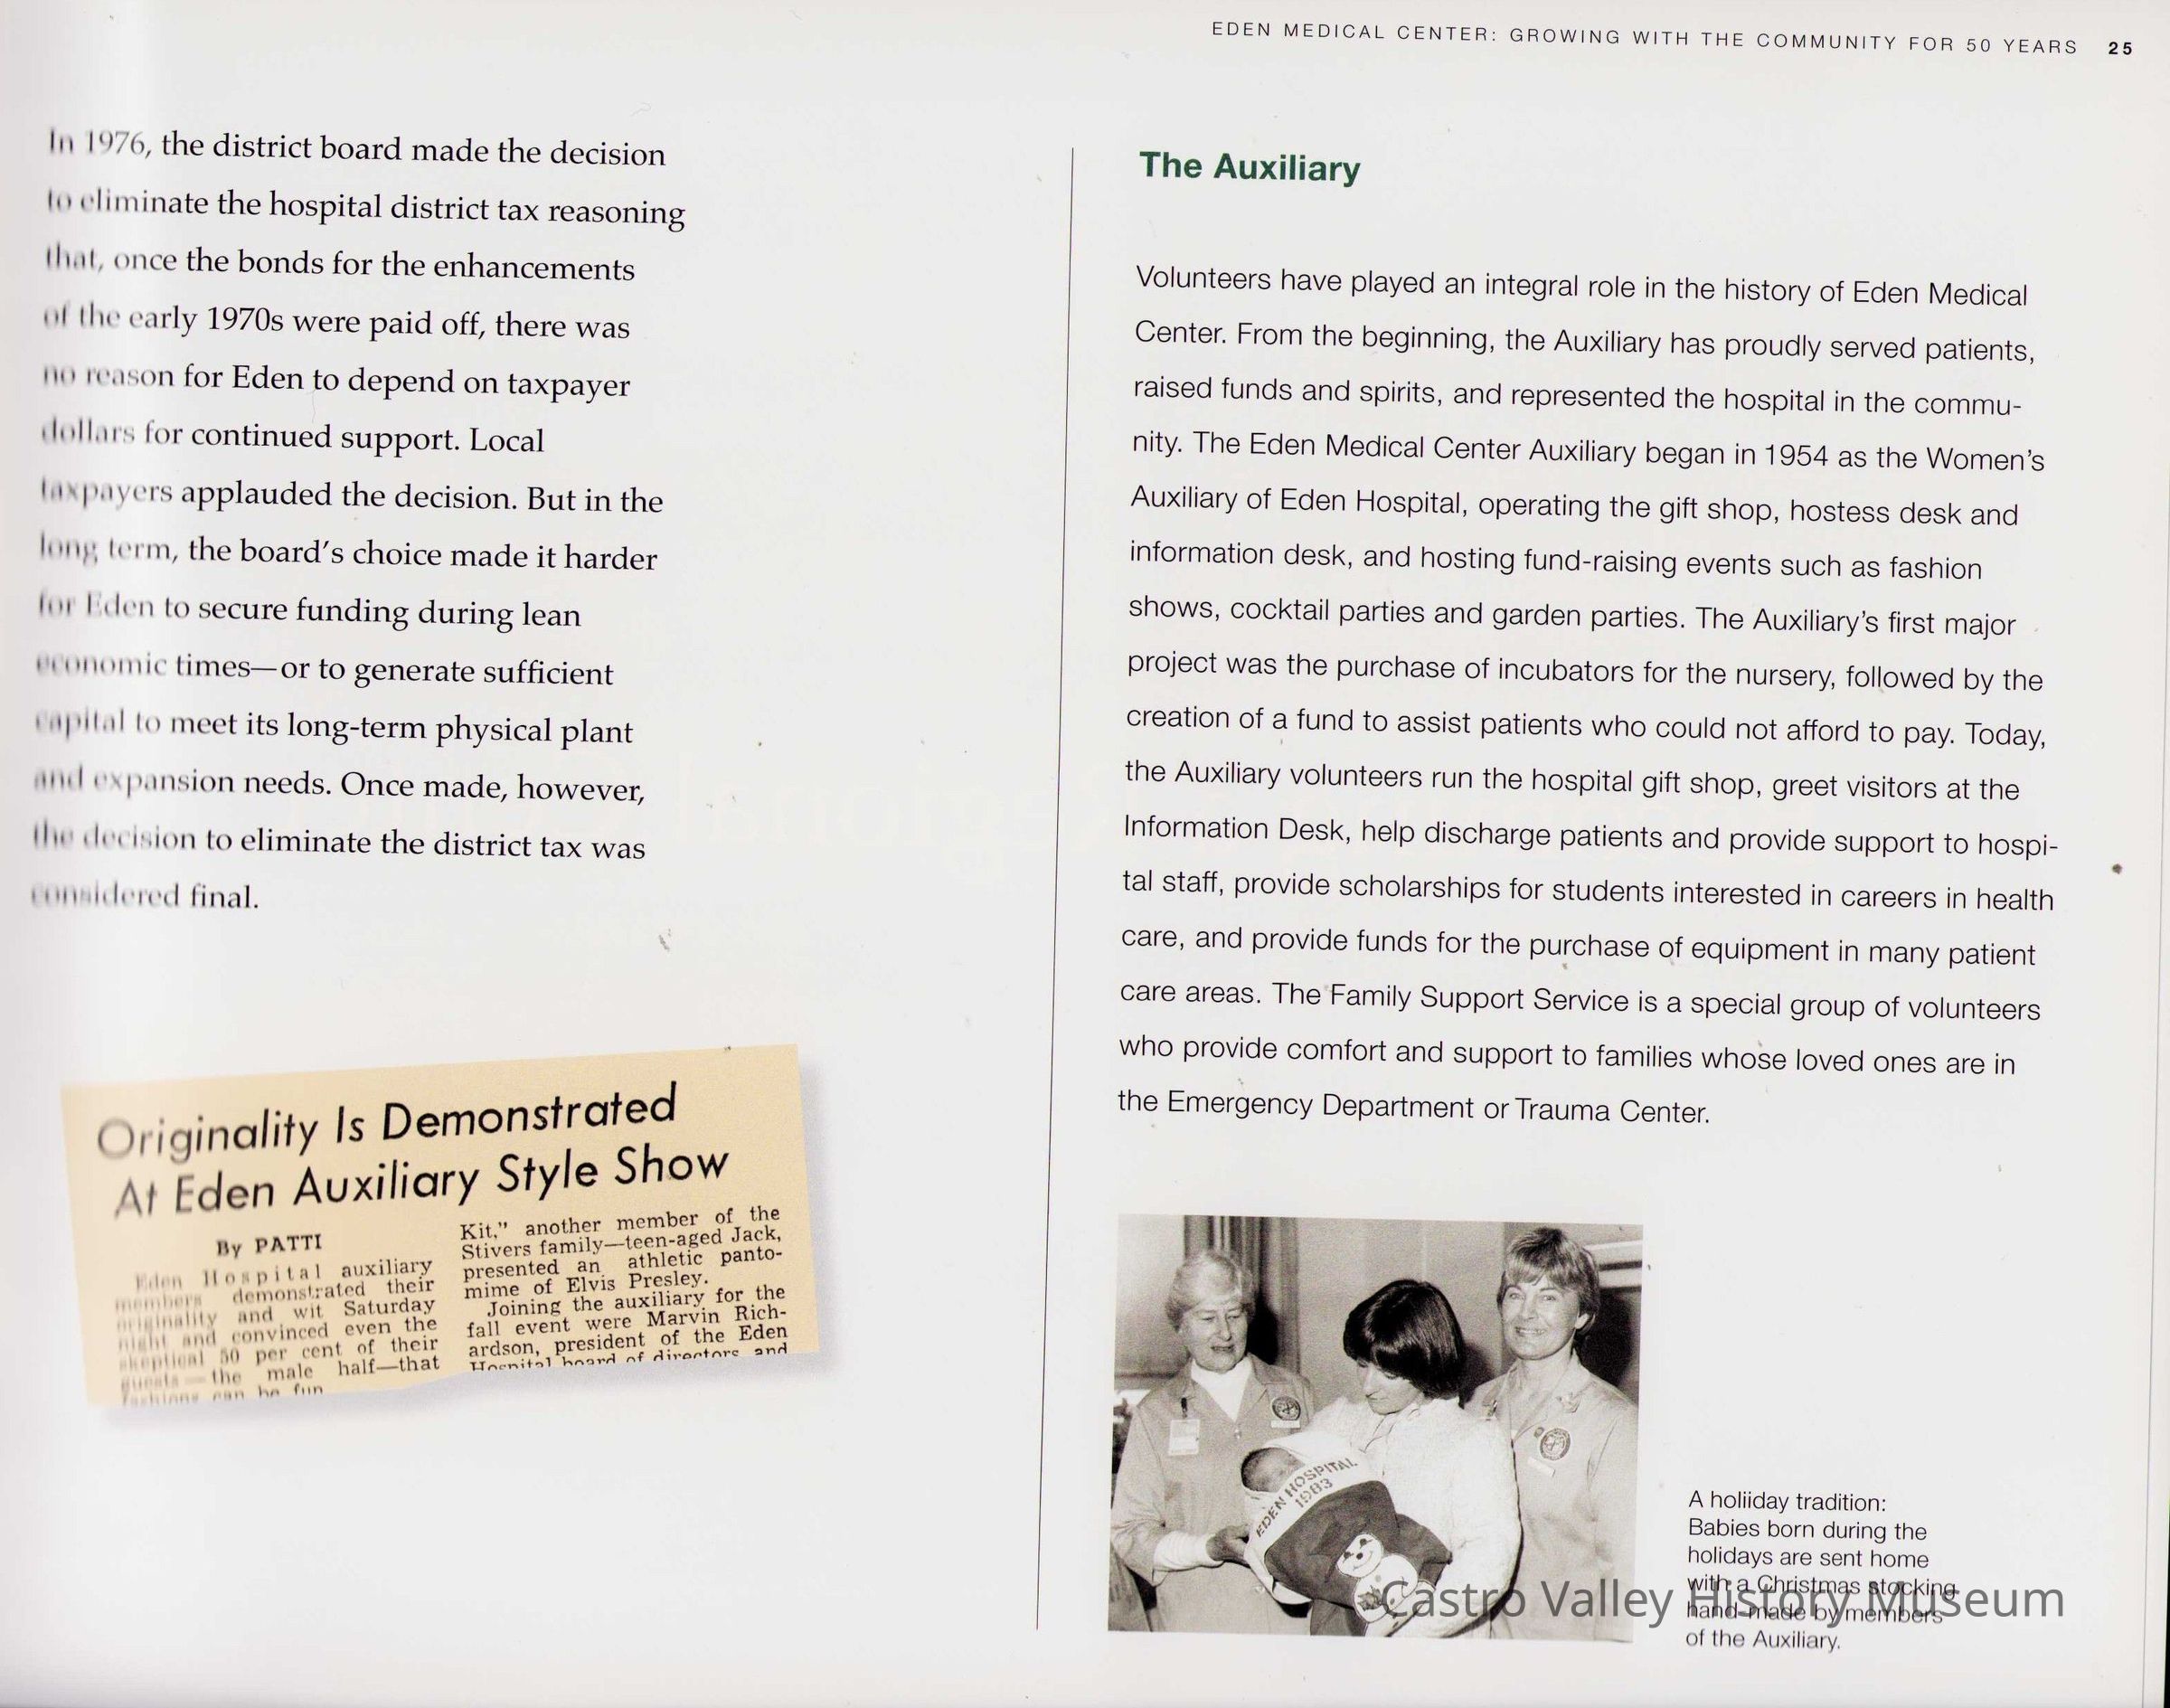 EDEN MEDICAL CENTER: GROWING WITH THE COMMUNITY FOR 50 YEARS 25
In 1976, the district board made the decision
to eliminate the hospital district tax reasoning
that, once the bonds for the enhancements
of the early 1970s were paid off, there was
no reason for Eden to depend on taxpayer
dollars for continued support. Local
taxpayers applauded the decision. But in the
long term, the board's choice made it harder
for Eden to secure funding during lean
economic times—or to generate sufficient
capital to meet its long-term physical plant
and expansion needs. Once made, however,
the decision to eliminate the district tax was
considered final.
Originality Is Demonstrated
At Eden Auxiliary Style Show
By PATTI
Eden Hospital auxiliary
members demonstrated their
originality and wit Saturday
night and convinced even the
skeptical 50 per cent of their
guests—the male half—that
fashions can be fun
Kit," another member of the
Stivers family—teen-aged Jack,
presented an athletic panto-
mime of Elvis Presley.
Joining the auxiliary for the
fall event were Marvin Rich-
ardson, president of the Eden
Hospital board of directors and
The Auxiliary
Volunteers have played an integral role in the history of Eden Medical
Center. From the beginning, the Auxiliary has proudly served patients,
raised funds and spirits, and represented the hospital in the commu-
nity. The Eden Medical Center Auxiliary began in 1954 as the Women's
Auxiliary of Eden Hospital, operating the gift shop, hostess desk and
information desk, and hosting fund-raising events such as fashion
shows, cocktail parties and garden parties. The Auxiliary's first major
project was the purchase of incubators for the nursery, followed by the
creation of a fund to assist patients who could not afford to pay. Today,
the Auxiliary volunteers run the hospital gift shop, greet visitors at the
Information Desk, help discharge patients and provide support to hospi-
tal staff, provide scholarships for students interested in careers in health
care, and provide funds for the purchase of equipment in many patient
care areas. The Family Support Service is a special group of volunteers
who provide comfort and support to families whose loved ones are in
the Emergency Department or Trauma Center.
EDEN HOSPITAL
1983
A holiiday tradition:
Babies born during the
holidays are sent home
with a Christmas stocking
hand-made by members
of the Auxiliary.
Castro Valley History Museum